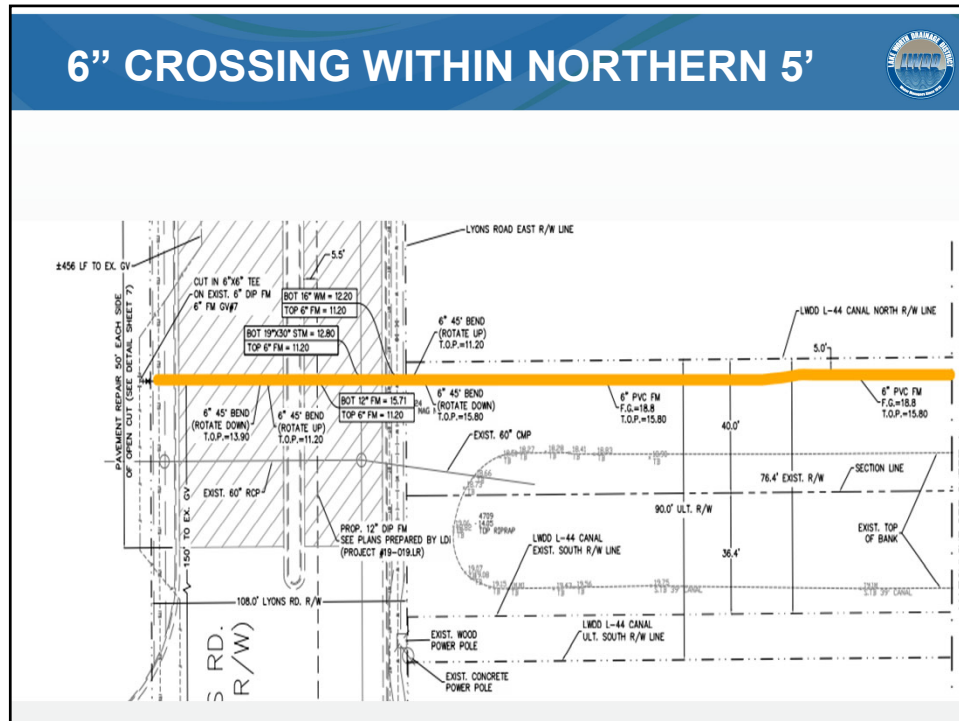 6” CROSSING WITHIN NORTHERN 5’
LAKE WORTH DRAINAGE DISTRICT
LWDD
LYONS ROAD EAST R/W LINE
5.5'
±456 LF TO EX. GV
CUT IN 6"X6" TEE
ON EXIST. 6" DIP FM
6" FM GV#7
BOT 16" WM = 12.20
TOP 6" FM = 11.20
BOT 19"X30" STM = 12.80
TOP 6" FM = 11.20
6" 45° BEND
(ROTATE UP)
T.O.P.=11.20
LWDD L-44 CANAL NORTH R/W LINE
5.0'
PAVEMENT REPAIR 50' EACH SIDE
OF OPEN CUT (SEE DETAIL SHEET 7)
6" 45' BEND
(ROTATE DOWN)
T.O.P.=13.90
6" 45' BEND
(ROTATE UP)
T.O.P.=11.20
BOT 12" FM = 15.71
TOP 6" FM = 11.20
24
MAG
6" 45' BEND
(ROTATE DOWN)
T.O.P.=15.80
6" PVC FM
F.G.=18.8
T.O.P.=15.80
6" PVC FM
F.G.=18.8
T.O.P.=15.80
40.0'
EXIST. 60" CMP
EXIST. 60" RCP
SECTION LINE
76.4' EXIST. R/W
90.0' ULT. R/W
150' TO EX. GV
4709
TOP RIPRAP
PROP. 12" DIP FM
SEE PLANS PREPARED BY LDI
(PROJECT #19-019.LR)
LWDD L-44 CANAL
EXIST. SOUTH R/W LINE
36.4'
EXIST. TOP
OF BANK
108.0' LYONS RD. R/W
S RD.
R/W)
EXIST. WOOD
POWER POLE
LWDD L-44 CANAL
ULT. SOUTH R/W LINE
EXIST. CONCRETE
POWER POLE